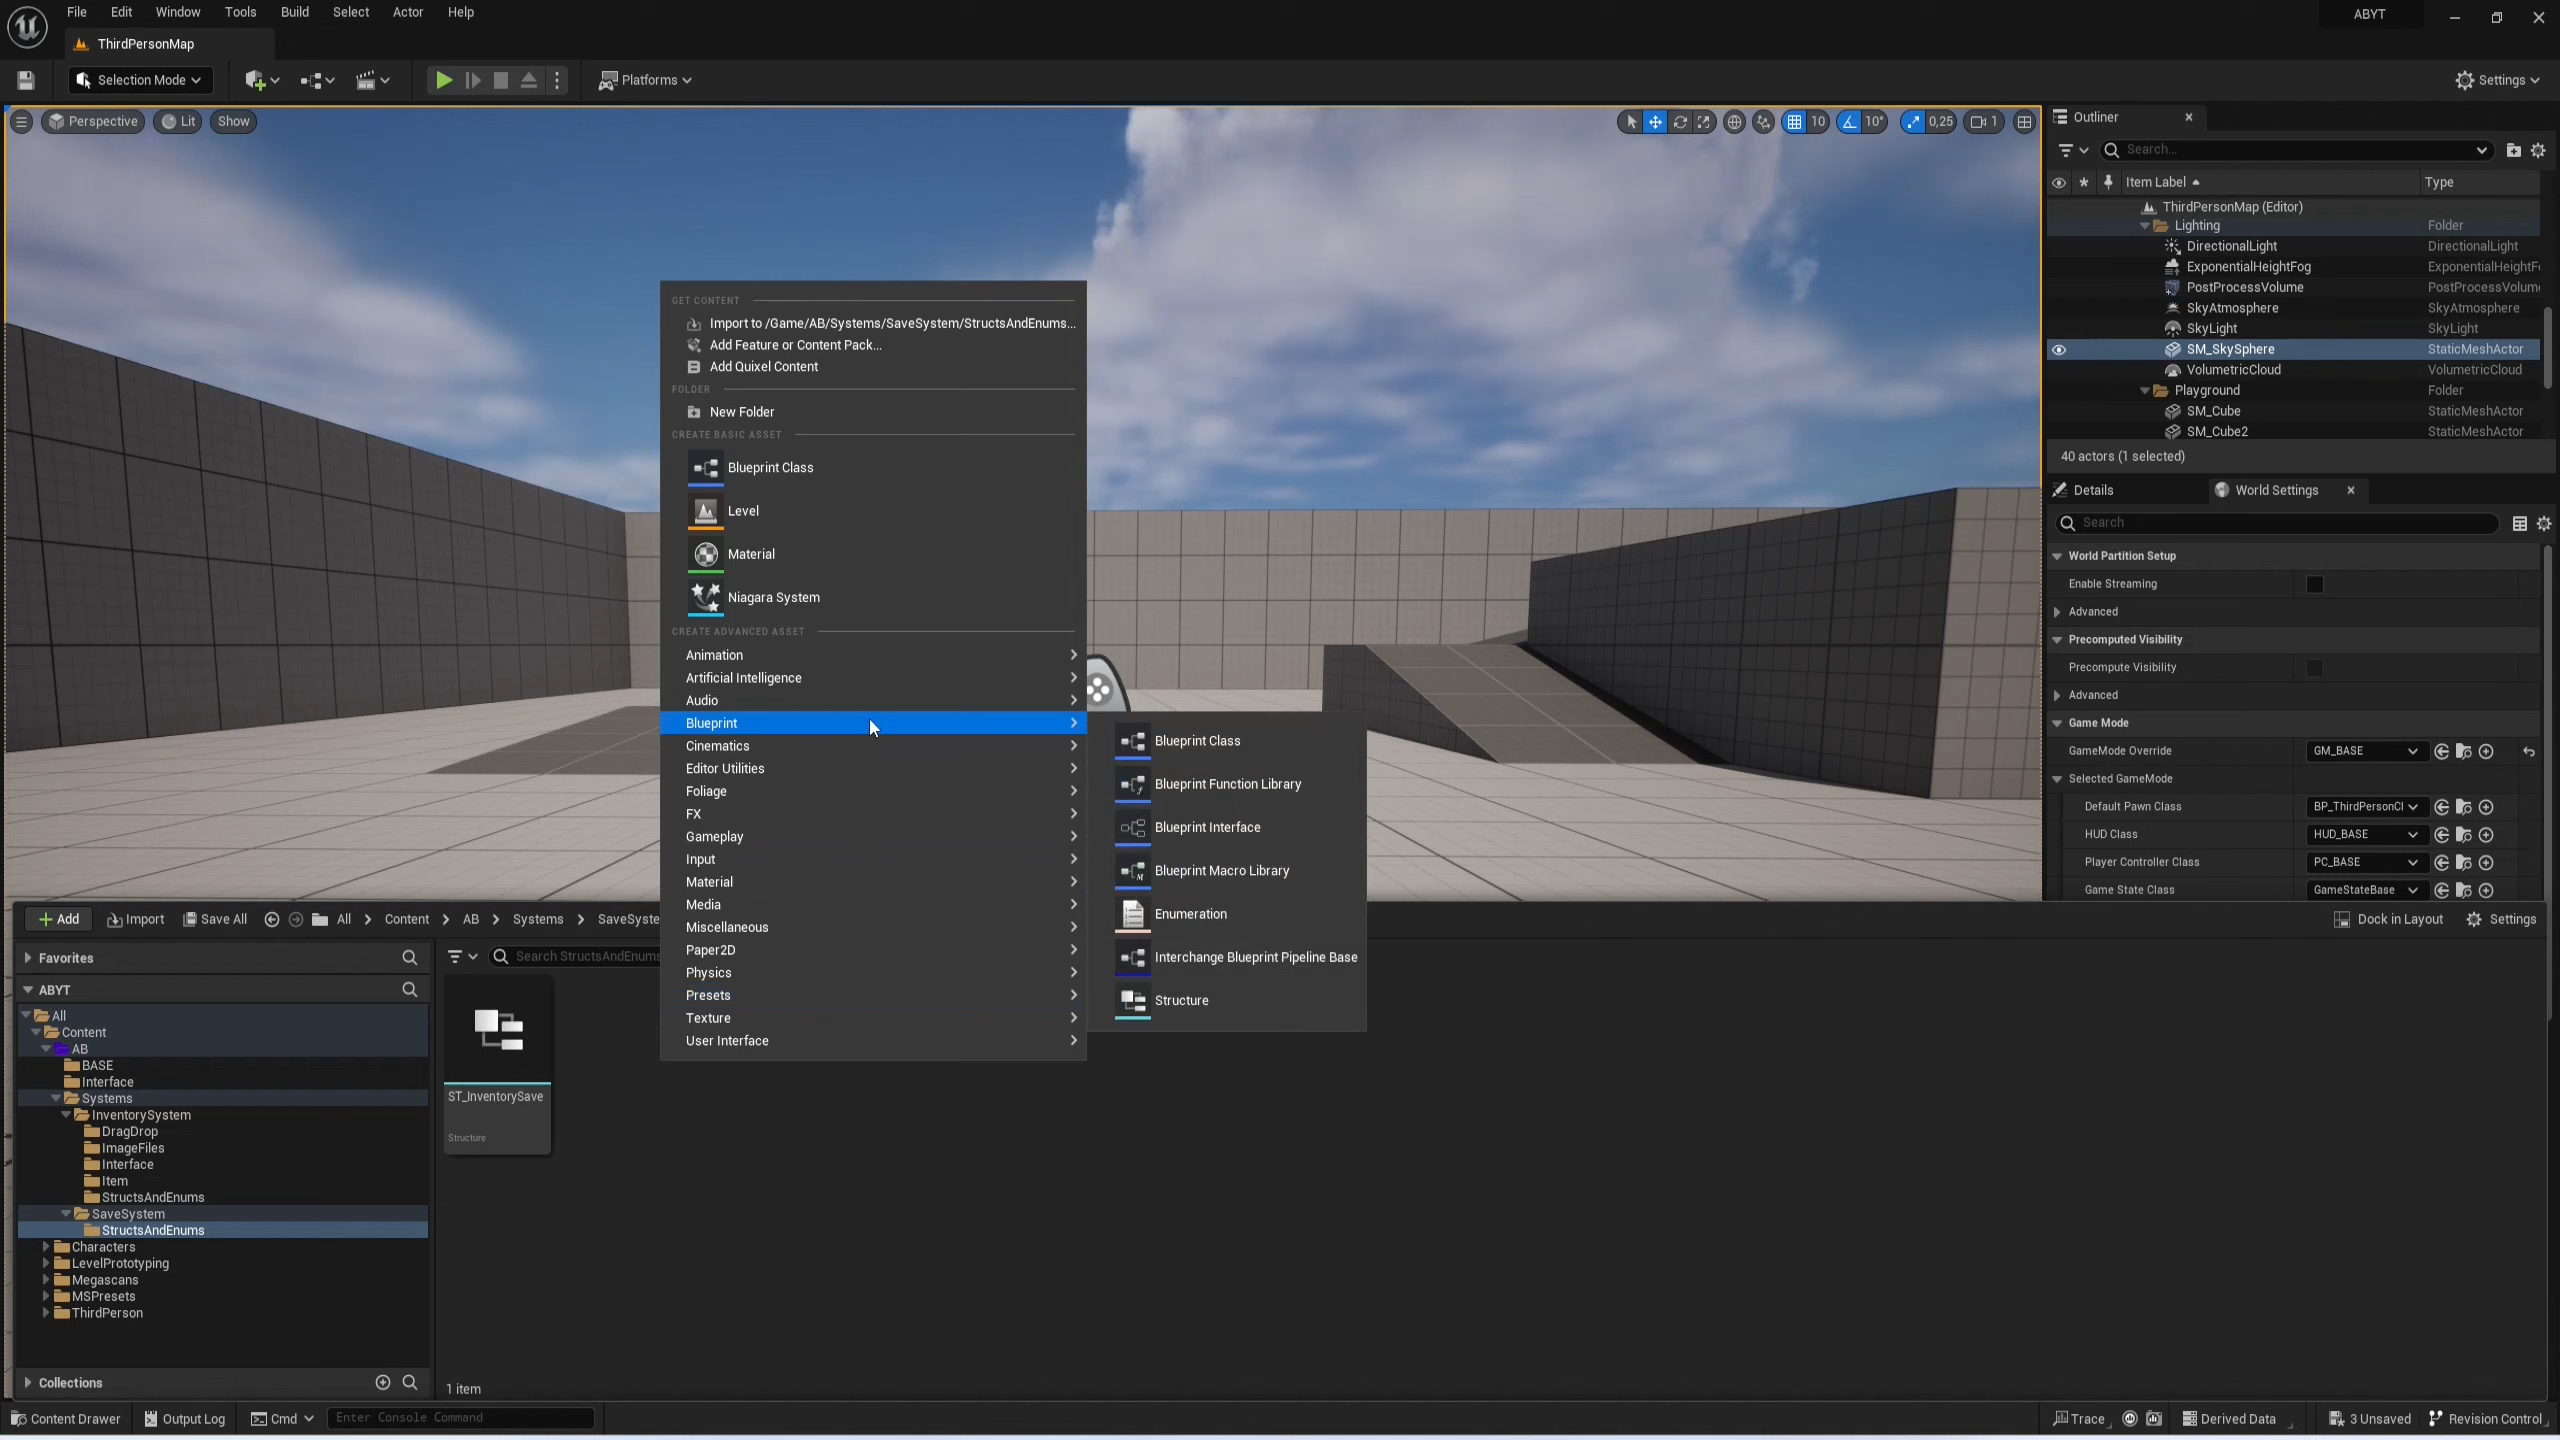 File Edit Window Tools Build Select Actor Help ABYT
ThirdPersonMap
Selection Mode Platforms Settings
Perspective Lit Show 10 10° 0,25 1
Outliner
Search...
Item Label Type
ThirdPersonMap (Editor)
Lighting Folder
DirectionalLight DirectionalLight
ExponentialHeightFog ExponentialHeightF
PostProcessVolume PostProcessVolum
SkyAtmosphere SkyAtmosphere
SkyLight SkyLight
SM_SkySphere StaticMeshActor
VolumetricCloud VolumetricCloud
Playground Folder
SM_Cube StaticMeshActor
SM_Cube2 StaticMeshActor
40 actors (1 selected)
Details World Settings
Search
World Partition Setup
Enable Streaming
Advanced
Precomputed Visibility
Precompute Visibility
Advanced
Game Mode
GameMode Override GM_BASE
Selected GameMode
Default Pawn Class BP_ThirdPersonCl
HUD Class HUD_BASE
Player Controller Class PC_BASE
Game State Class GameStateBase
GET CONTENT
Import to /Game/AB/Systems/SaveSystem/StructsAndEnums...
Add Feature or Content Pack...
Add Quixel Content
FOLDER
New Folder
CREATE BASIC ASSET
Blueprint Class
Level
Material
Niagara System
CREATE ADVANCED ASSET
Animation
Artificial Intelligence
Audio
Blueprint
Cinematics
Editor Utilities
Foliage
FX
Gameplay
Input
Material
Media
Miscellaneous
Paper2D
Physics
Presets
Texture
User Interface
Blueprint Class
Blueprint Function Library
Blueprint Interface
Blueprint Macro Library
Enumeration
Interchange Blueprint Pipeline Base
Structure
Add Import Save All All Content AB Systems SaveSyste Dock in Layout Settings
Favorites
ABYT
All
Content
AB
BASE
Interface
Systems
InventorySystem
DragDrop
ImageFiles
Interface
Item
StructsAndEnums
SaveSystem
StructsAndEnums
Characters
LevelPrototyping
Megascans
MSPresets
ThirdPerson
Collections
Search StructsAndEnums
ST_InventorySave
Structure
1 item
Content Drawer Output Log Cmd Enter Console Command Trace Derived Data 3 Unsaved Revision Control